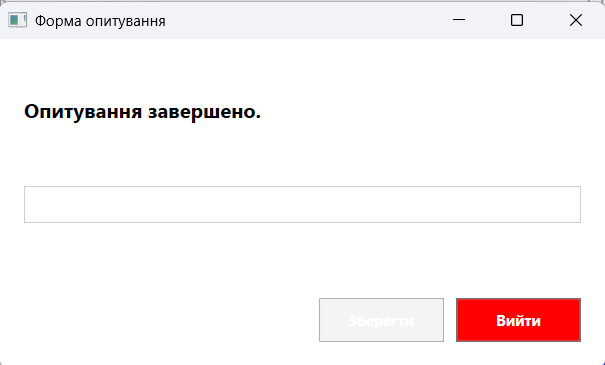 Форма опитування
Опитування завершено.
Зберегти
Вийти